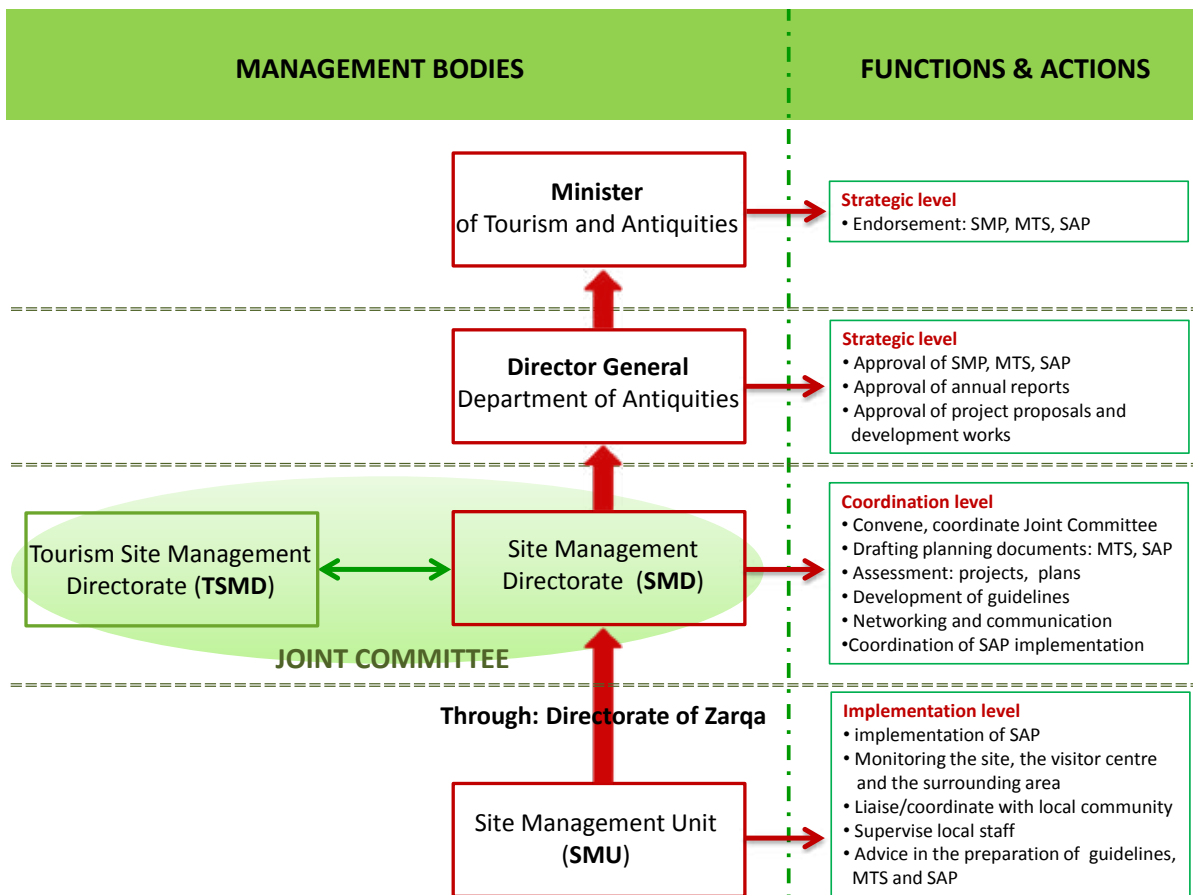 MANAGEMENT BODIES
FUNCTIONS & ACTIONS
Minister
of Tourism and Antiquities
Strategic level
• Endorsement: SMP, MTS, SAP
Director General
Department of Antiquities
Strategic level
• Approval of SMP, MTS, SAP
• Approval of annual reports
• Approval of project proposals and
development works
Tourism Site Management
Directorate (TSMD)
Site Management
Directorate (SMD)
JOINT COMMITTEE
Coordination level
• Convene, coordinate Joint Committee
• Drafting planning documents: MTS, SAP
• Assessment: projects, plans
• Development of guidelines
• Networking and communication
•Coordination of SAP implementation
Through: Directorate of Zarqa
Site Management Unit
(SMU)
Implementation level
• implementation of SAP
• Monitoring the site, the visitor centre
and the surrounding area
• Liaise/coordinate with local community
• Supervise local staff
• Advice in the preparation of guidelines,
MTS and SAP